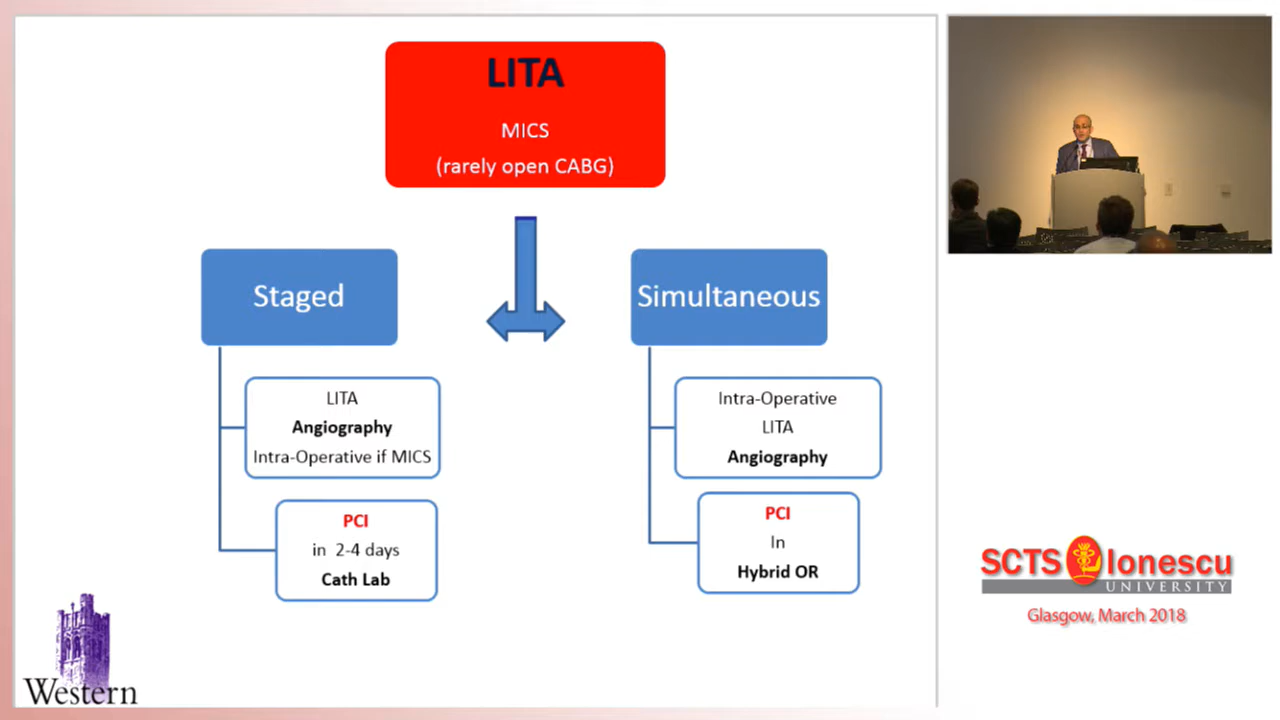 LITA
MICS
(rarely open CABG)
Staged
Simultaneous
LITA
Angiography
Intra-Operative if MICS
PCI
in 2-4 days
Cath Lab
Intra-Operative
LITA
Angiography
PCI
In
Hybrid OR
Western
SCTS Ionescu
UNIVERSITY
Glasgow, March 2018